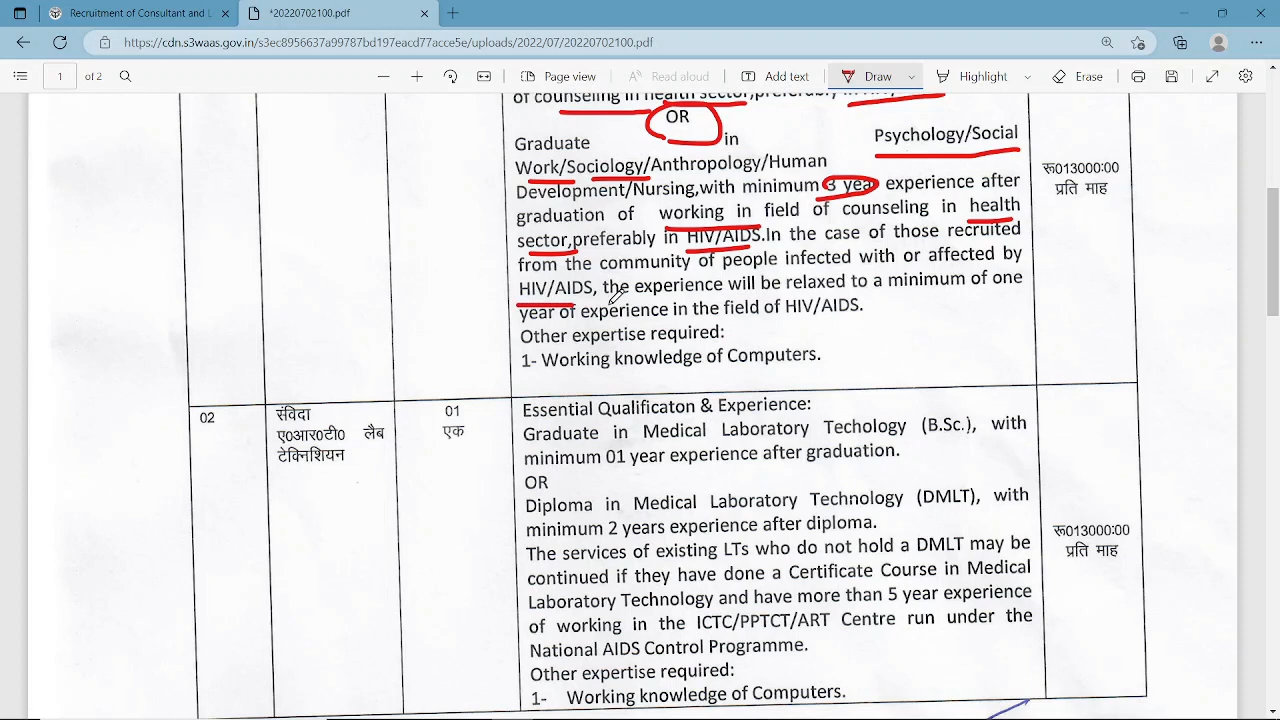 Recruitment of Consultant and L
*20220702100.pdf
https://cdn.s3waas.gov.in/s3ec8956637a99787bd197eacd77acce5e/uploads/2022/07/20220702100.pdf
1 of 2
Page view
Read aloud
Add text
Draw
Highlight
Erase
of counseling in health sector,preferably in
OR
Graduate in Psychology/Social
Work/Sociology/Anthropology/Human
Development/Nursing,with minimum 3 year experience after
graduation of working in field of counseling in health
sector,preferably in HIV/AIDS.In the case of those recruited
from the community of people infected with or affected by
HIV/AIDS, the experience will be relaxed to a minimum of one
year of experience in the field of HIV/AIDS.
Other expertise required:
1- Working knowledge of Computers.
रू013000:00
प्रति माह
02
संविदा
ए0आर0टी0 लैब
टेक्निशियन
01
एक
Essential Qualificaton & Experience:
Graduate in Medical Laboratory Techology (B.Sc.), with
minimum 01 year experience after graduation.
OR
Diploma in Medical Laboratory Technology (DMLT), with
minimum 2 years experience after diploma.
The services of existing LTs who do not hold a DMLT may be
continued if they have done a Certificate Course in Medical
Laboratory Technology and have more than 5 year experience
of working in the ICTC/PPTCT/ART Centre run under the
National AIDS Control Programme.
Other expertise required:
1- Working knowledge of Computers.
रू013000:00
प्रति माह